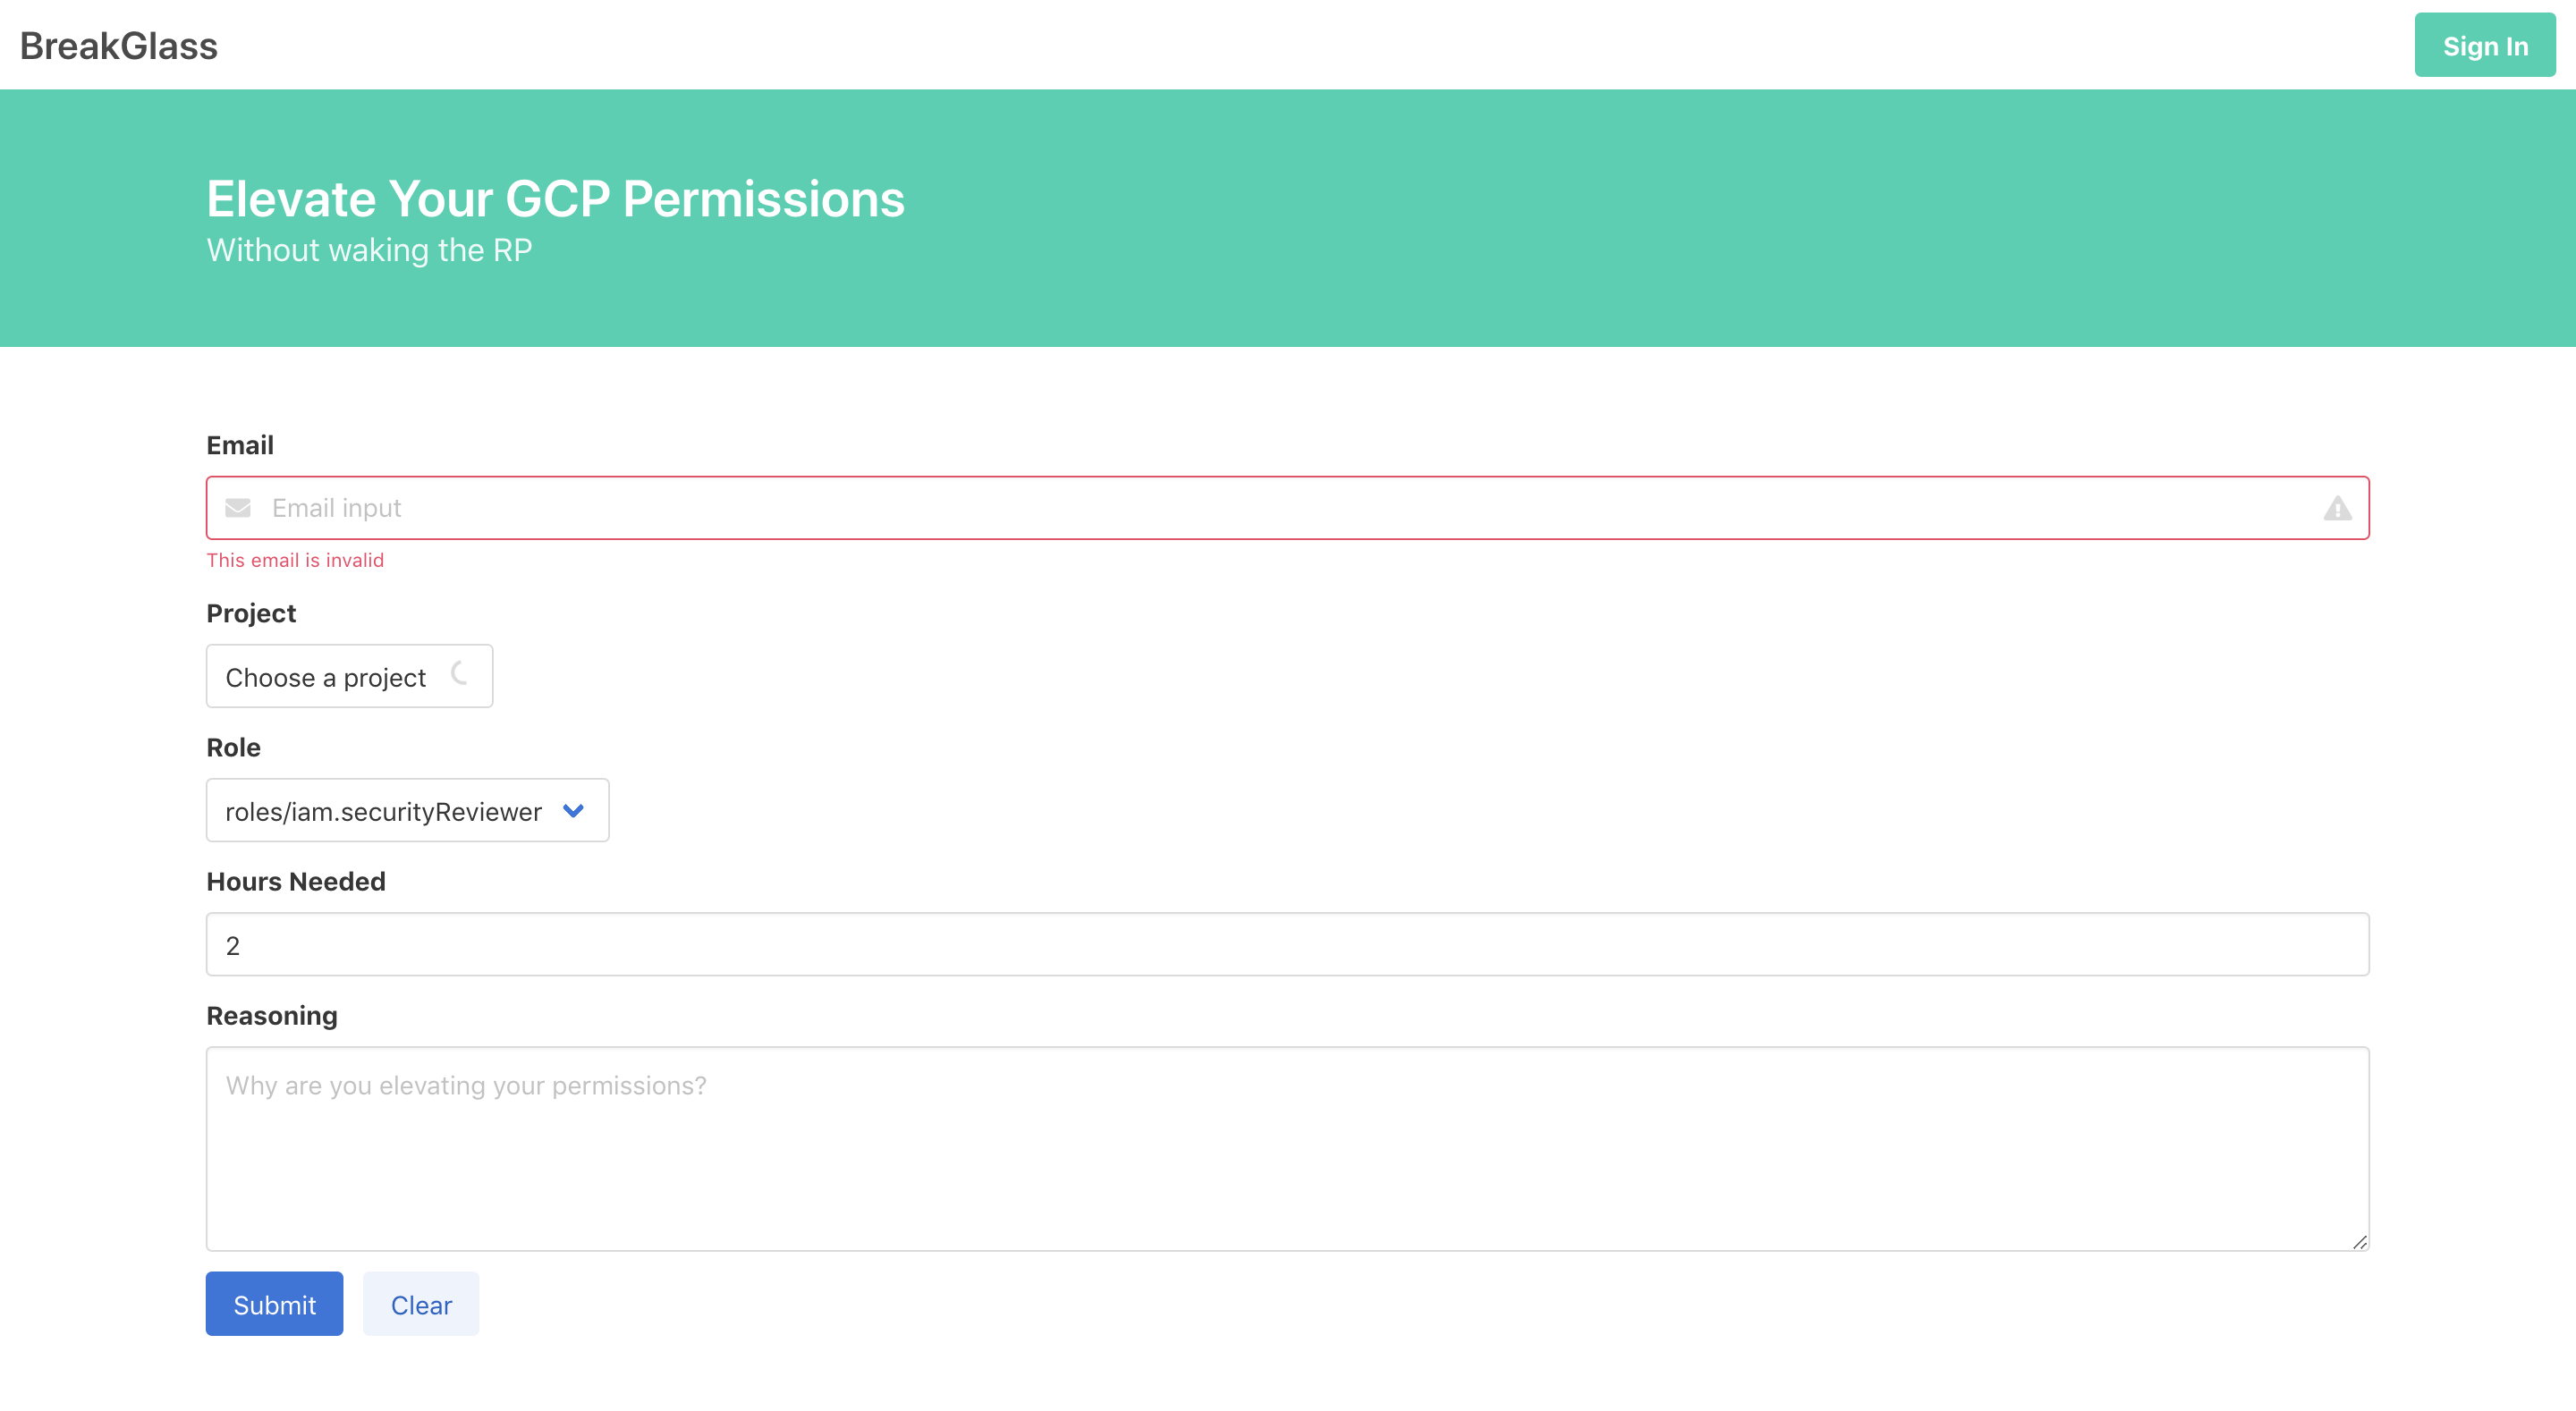 BreakGlass
Sign In
Elevate Your GCP Permissions
Without waking the RP
Email
Email input
This email is invalid
Project
Choose a project
Role
roles/iam.securityReviewer
Hours Needed
2
Reasoning
Why are you elevating your permissions?
Submit
Clear